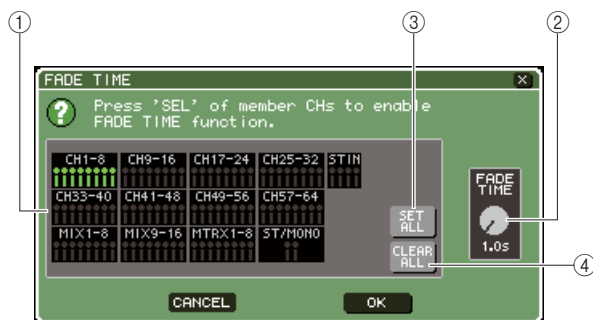 ① ③ ②
FADE TIME
? Press 'SEL' of member CHs to enable
FADE TIME function.
CH1-8 CH9-16 CH17-24 CH25-32 STIN
CH33-40 CH41-48 CH49-56 CH57-64
MIX1-8 MIX9-16 MTRX1-8 ST/MONO
SET
ALL
CLEAR
ALL
FADE
TIME
1.0s
④
CANCEL OK